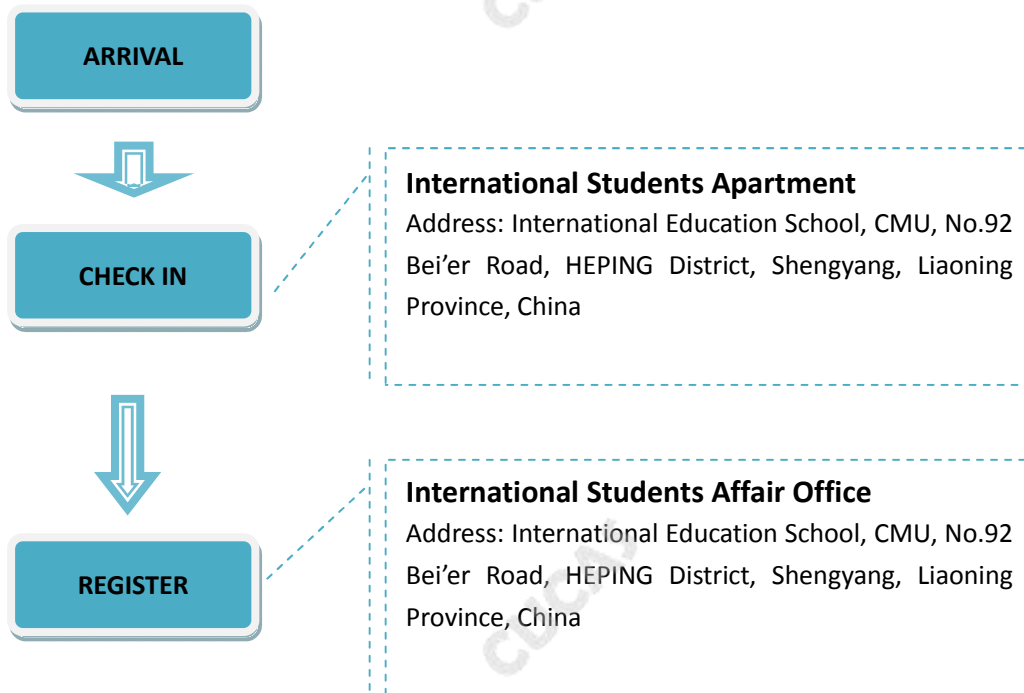 ARRIVAL
International Students Apartment
Address: International Education School, CMU, No.92
Bei’er Road, HEPING District, Shengyang, Liaoning
Province, China
CHECK IN
International Students Affair Office
Address: International Education School, CMU, No.92
Bei’er Road, HEPING District, Shengyang, Liaoning
Province, China
REGISTER
CUCAS